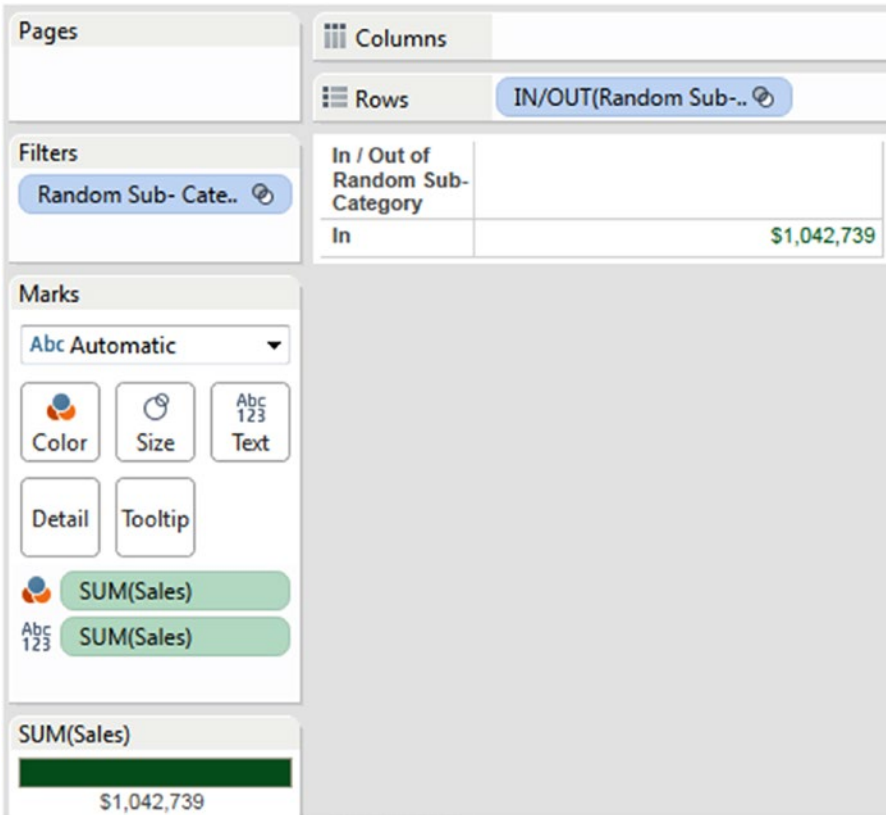 Pages
Columns
Rows
IN/OUT(Random Sub-..
Filters
Random Sub- Cate..
In / Out of
Random Sub-
Category
In
$1,042,739
Marks
Abc Automatic
Color
Size
Abc
123
Text
Detail
Tooltip
SUM(Sales)
Abc
123
SUM(Sales)
SUM(Sales)
$1,042,739